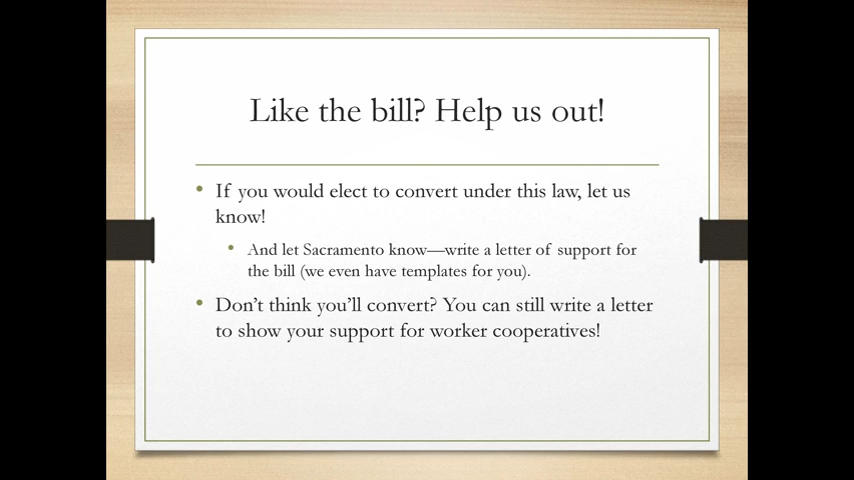 Like the bill? Help us out!
• If you would elect to convert under this law, let us
know!
• And let Sacramento know—write a letter of support for
the bill (we even have templates for you).
• Don’t think you’ll convert? You can still write a letter
to show your support for worker cooperatives!